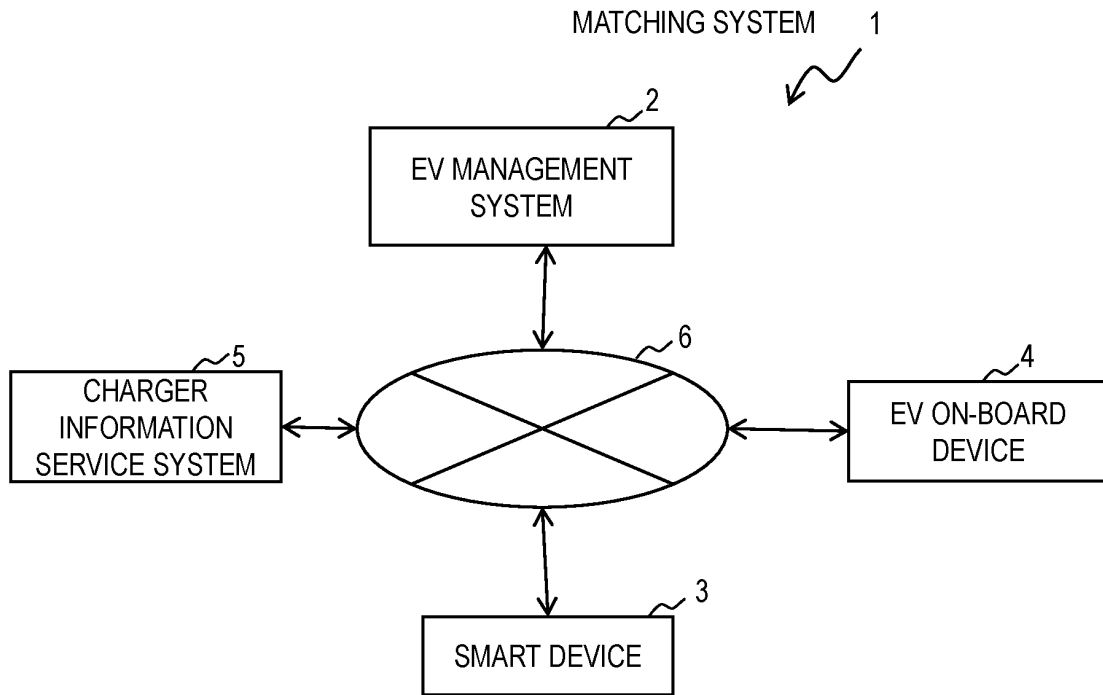 MATCHING SYSTEM 1
2
EV MANAGEMENT
SYSTEM
6
5
CHARGER
INFORMATION
SERVICE SYSTEM
4
EV ON-BOARD
DEVICE
3
SMART DEVICE